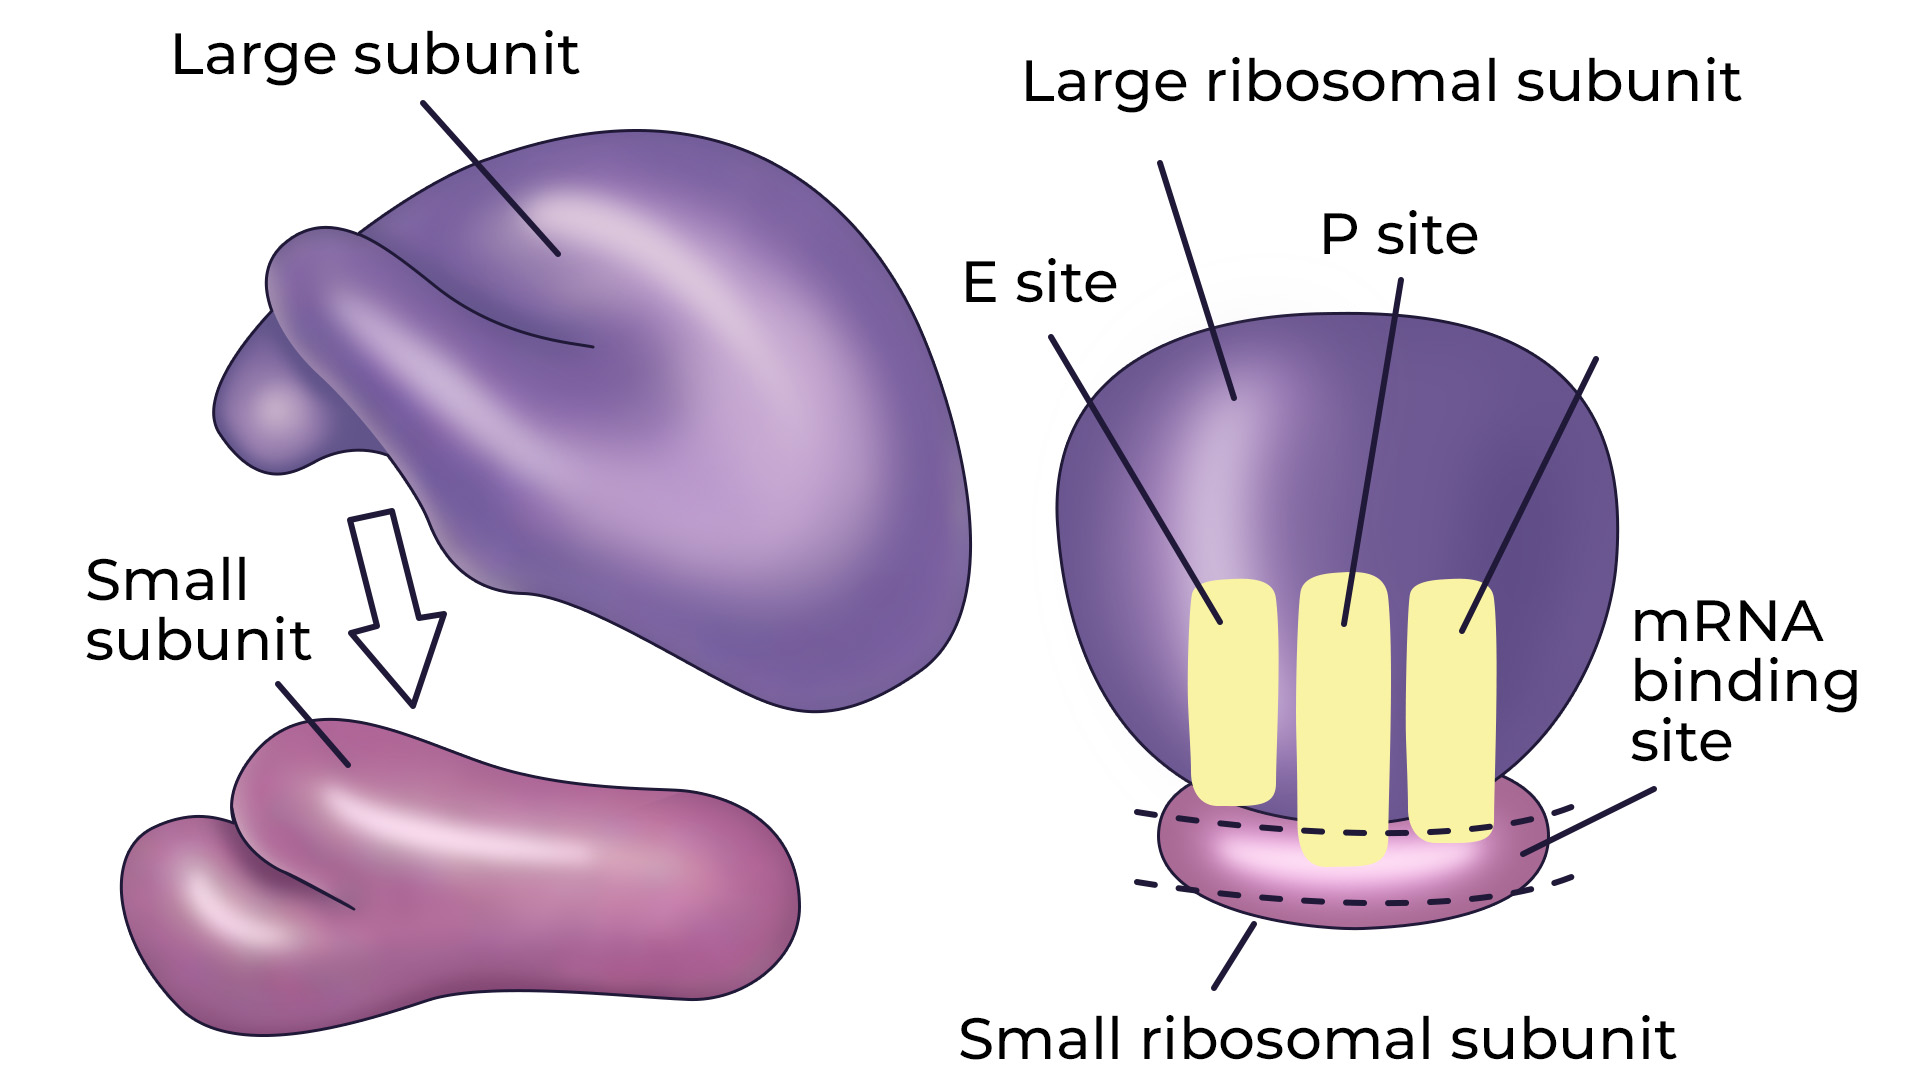 Large subunit
Small
subunit
Large ribosomal subunit
P site
E site
mRNA
binding
site
Small ribosomal subunit